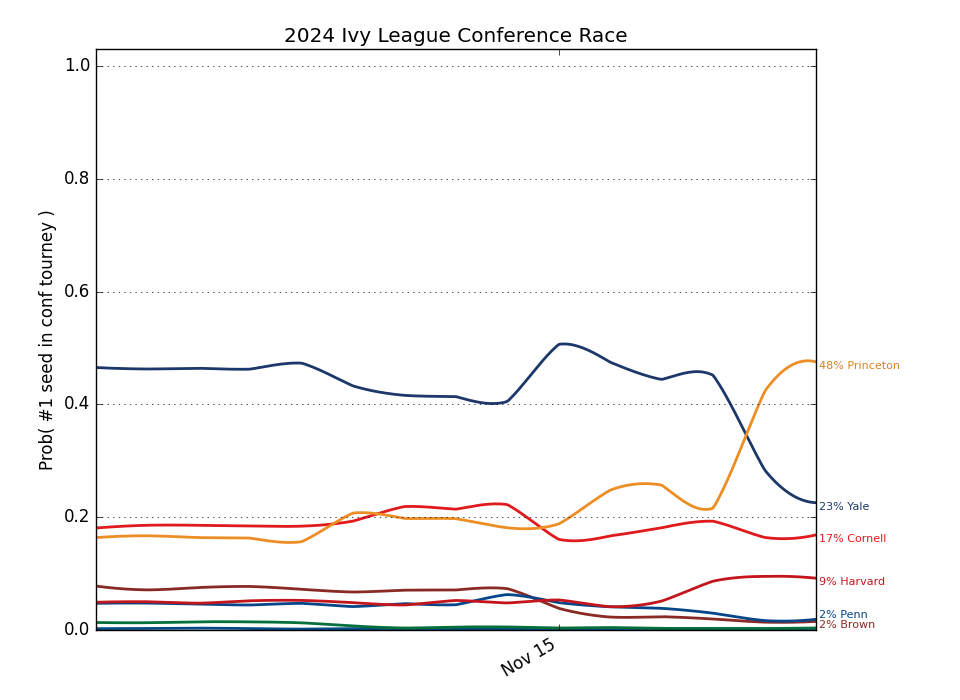 2024 Ivy League Conference Race
1.0
0.8
0.6
0.4
0.2
0.0
Prob( #1 seed in conf tourney )
48% Princeton
23% Yale
17% Cornell
9% Harvard
2% Penn
2% Brown
Nov 15